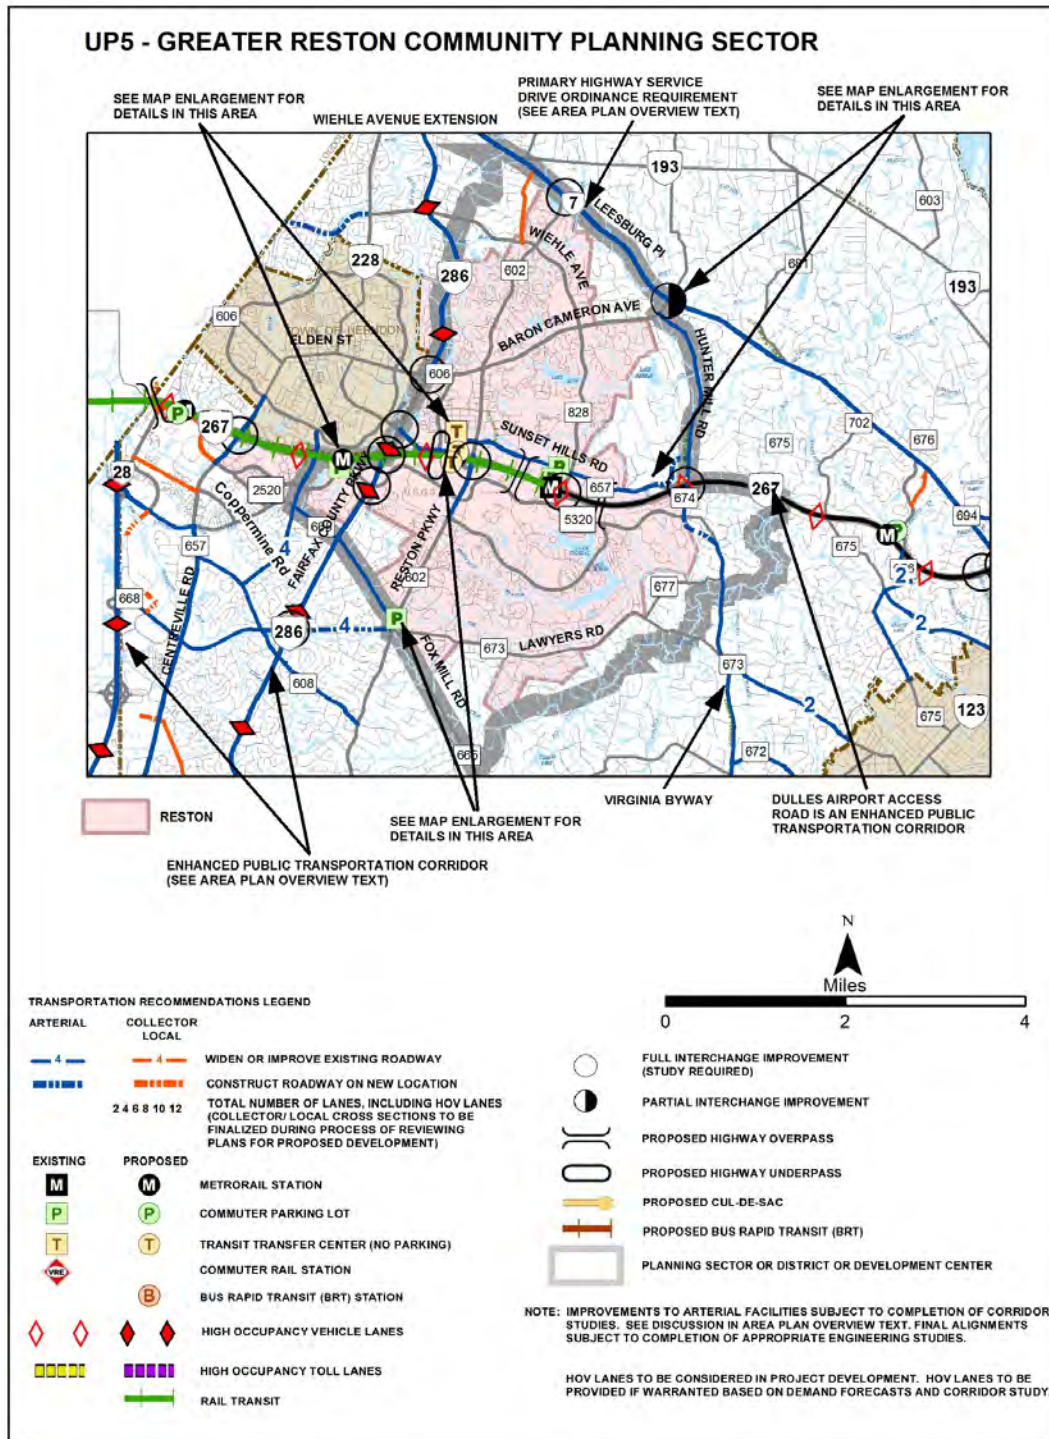 UP5 - GREATER RESTON COMMUNITY PLANNING SECTOR
SEE MAP ENLARGEMENT FOR
DETAILS IN THIS AREA
WIEHLE AVENUE EXTENSION
PRIMARY HIGHWAY SERVICE
DRIVE ORDINANCE REQUIREMENT
(SEE AREA PLAN OVERVIEW TEXT)
SEE MAP ENLARGEMENT FOR
DETAILS IN THIS AREA
193
7
LEESBURG PI
603
WIEHLE AVE
228
286
602
681
193
606
TOWN OF HERNDON
ELDEN ST
BARON CAMERON AVE
HUNTER MILL RD
606
828
702
675
676
267
T
SUNSET HILLS RD
P
M
P
28
2520
Coppermine Rd
FAIRFAX COUNTY PKWY
RESTON PKWY
M
657
674
267
694
5320
4
657
675
M
P
602
2
668
CENTREVILLE RD
677
286
4
P
2
673
LAWYERS RD
673
FOX MILL RD
608
2
675
123
665
672
RESTON
SEE MAP ENLARGEMENT FOR
DETAILS IN THIS AREA
VIRGINIA BYWAY
DULLES AIRPORT ACCESS
ROAD IS AN ENHANCED PUBLIC
TRANSPORTATION CORRIDOR
ENHANCED PUBLIC TRANSPORTATION CORRIDOR
(SEE AREA PLAN OVERVIEW TEXT)
N
Miles
0 2 4
TRANSPORTATION RECOMMENDATIONS LEGEND
ARTERIAL COLLECTOR
LOCAL
4 4 WIDEN OR IMPROVE EXISTING ROADWAY
CONSTRUCT ROADWAY ON NEW LOCATION
2 4 6 8 10 12 TOTAL NUMBER OF LANES, INCLUDING HOV LANES
(COLLECTOR/ LOCAL CROSS SECTIONS TO BE
FINALIZED DURING PROCESS OF REVIEWING
PLANS FOR PROPOSED DEVELOPMENT)
EXISTING PROPOSED
M M METRORAIL STATION
P P COMMUTER PARKING LOT
T T TRANSIT TRANSFER CENTER (NO PARKING)
VRE COMMUTER RAIL STATION
B BUS RAPID TRANSIT (BRT) STATION
HIGH OCCUPANCY VEHICLE LANES
HIGH OCCUPANCY TOLL LANES
RAIL TRANSIT
FULL INTERCHANGE IMPROVEMENT
(STUDY REQUIRED)
PARTIAL INTERCHANGE IMPROVEMENT
PROPOSED HIGHWAY OVERPASS
PROPOSED HIGHWAY UNDERPASS
PROPOSED CUL-DE-SAC
PROPOSED BUS RAPID TRANSIT (BRT)
PLANNING SECTOR OR DISTRICT OR DEVELOPMENT CENTER
NOTE: IMPROVEMENTS TO ARTERIAL FACILITIES SUBJECT TO COMPLETION OF CORRIDOR
STUDIES. SEE DISCUSSION IN AREA PLAN OVERVIEW TEXT. FINAL ALIGNMENTS
SUBJECT TO COMPLETION OF APPROPRIATE ENGINEERING STUDIES.
HOV LANES TO BE CONSIDERED IN PROJECT DEVELOPMENT. HOV LANES TO BE
PROVIDED IF WARRANTED BASED ON DEMAND FORECASTS AND CORRIDOR STUDY.